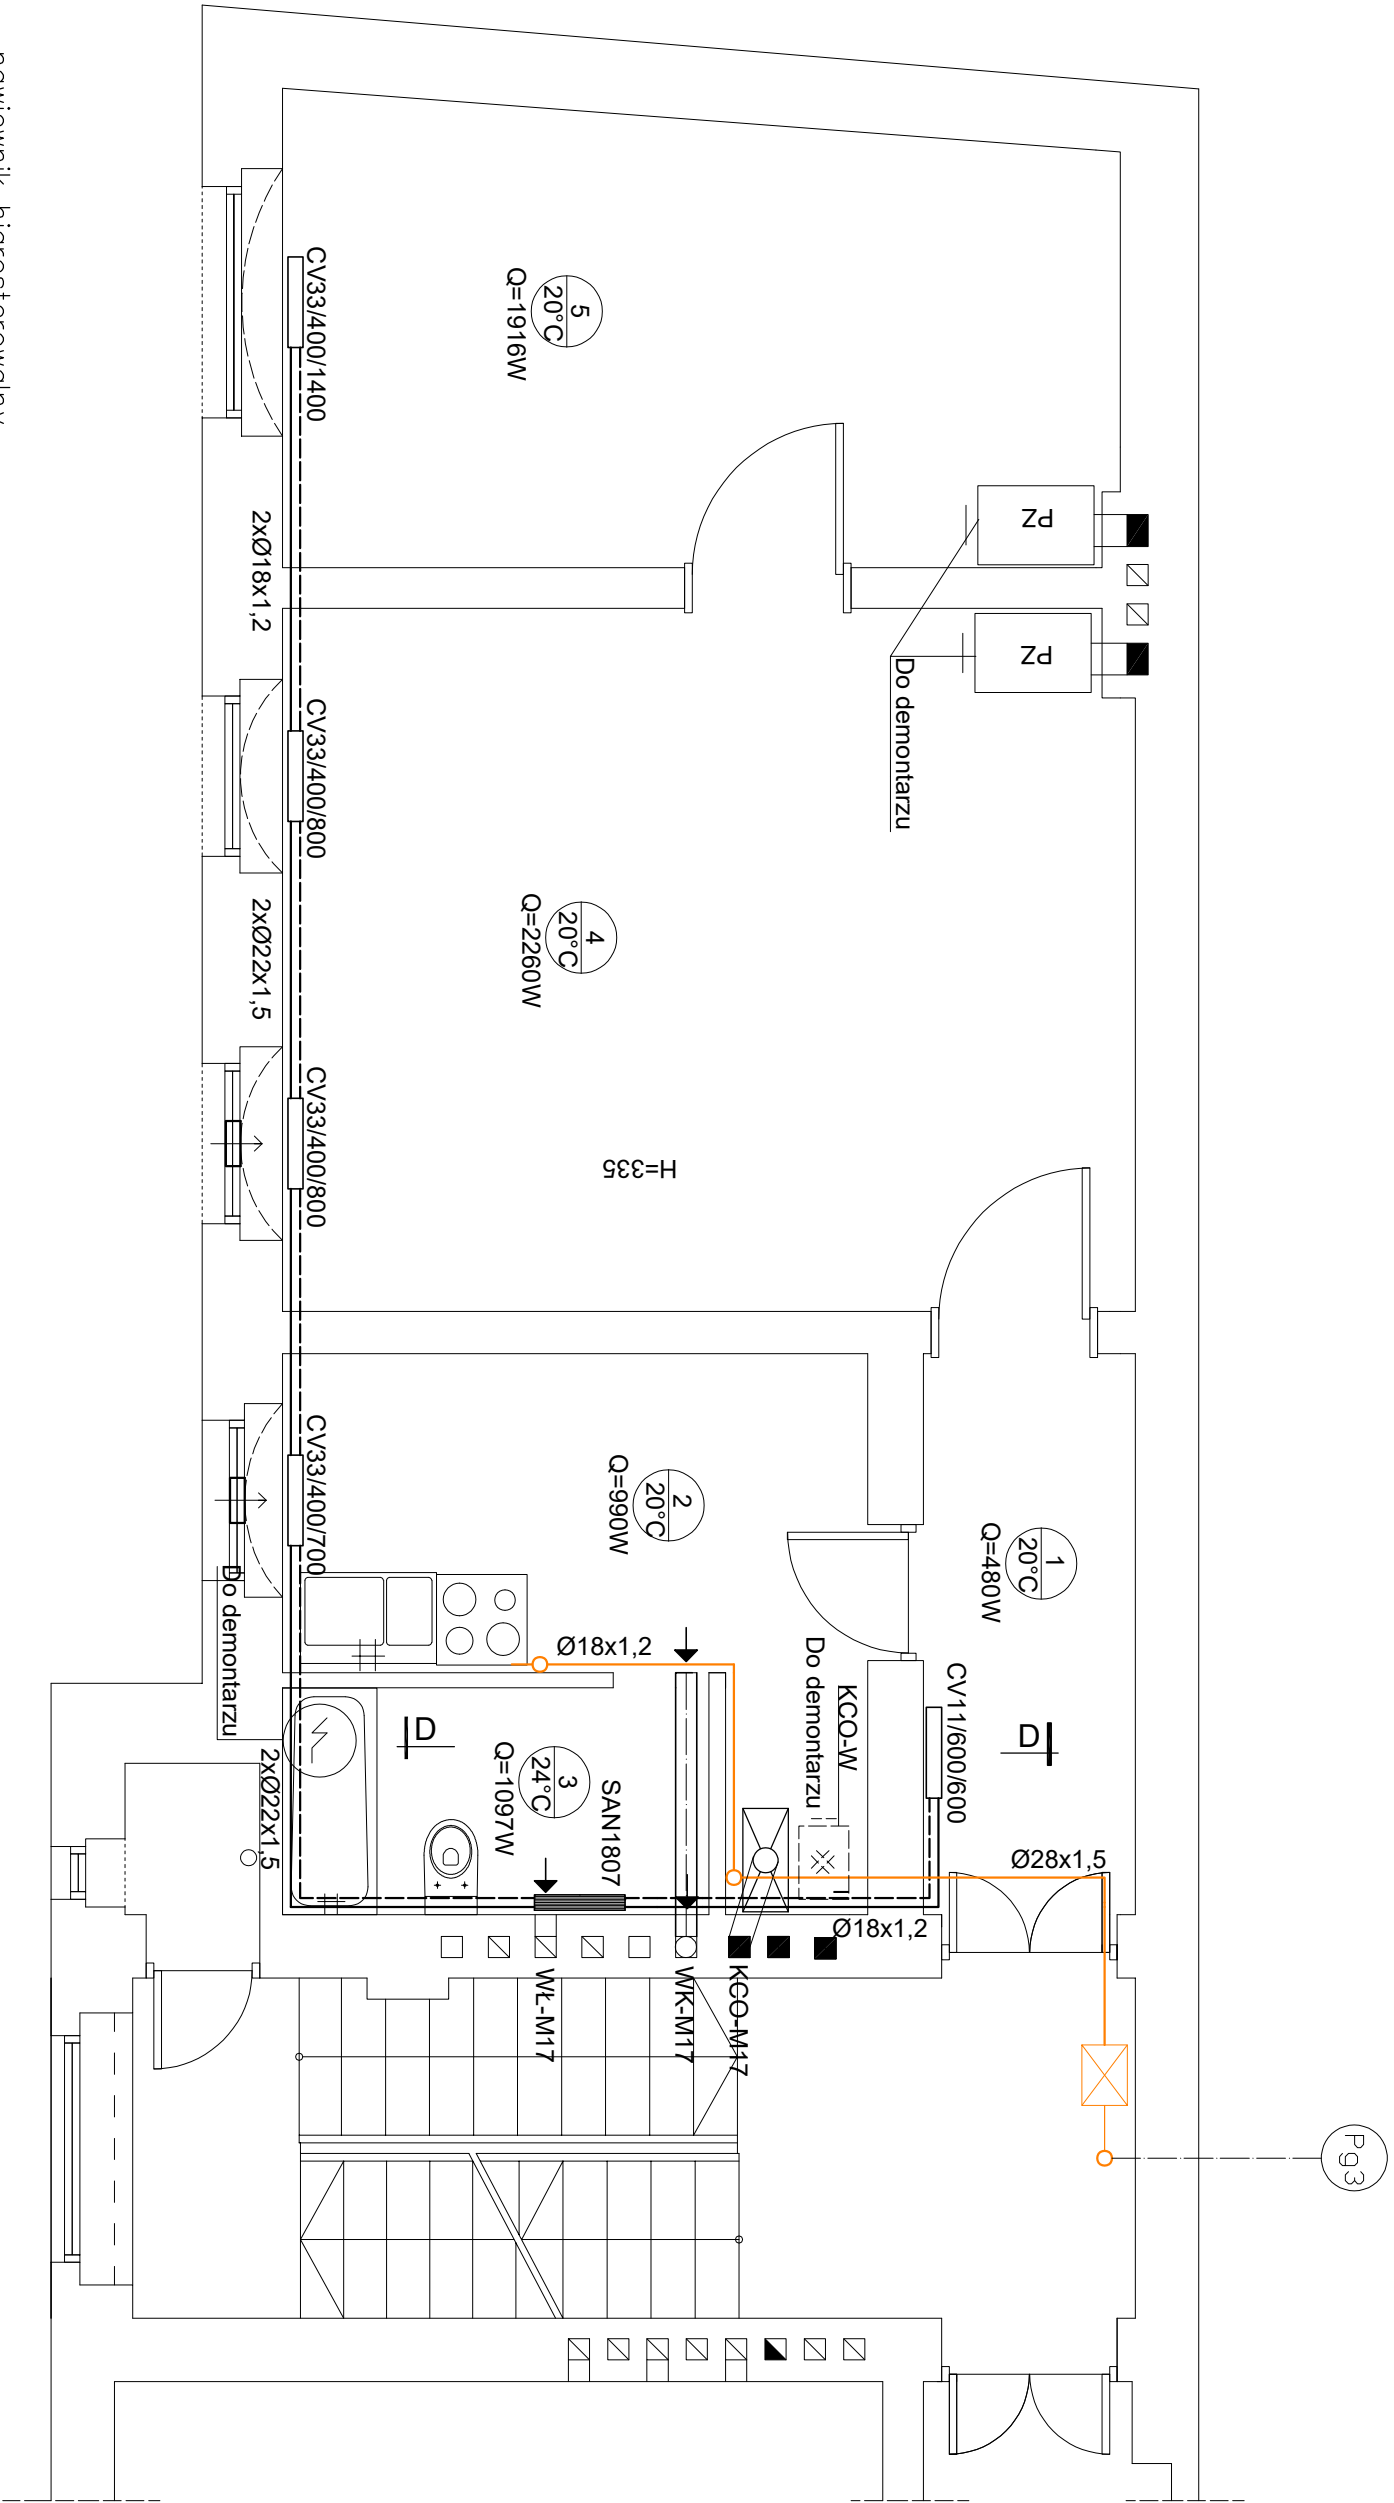 nawiewnik higrosterowalny
CV33/400/1400
5
20°C
Q=1916W
PZ
PZ
Do demontarzu
2xØ18x1,2
CV33/400/800
2xØ22x1,5
4
20°C
Q=2260W
CV33/400/800
H=335
CV33/400/700
Do demontarzu
2
20°C
Q=990W
1
20°C
Q=480W
Ø18x1,2
KCO-W
Do demontarzu
CV11/600/600
D
D
2xØ22x1,5
3
24°C
Q=1097W
SAN1807
Ø28x1,5
Ø18x1,2
WŁ-M17
WK-M17
KCO-M17
Pg3